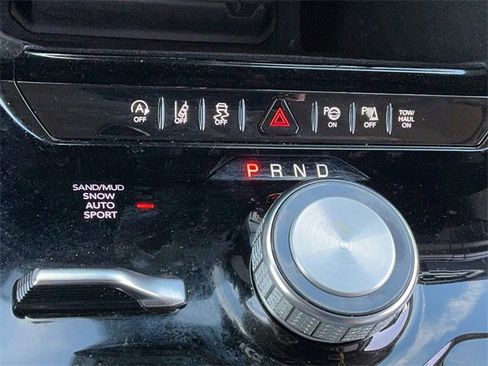 A OFF
OFF
OFF
P ON
P OFF
TOW/
HAUL
ON
P R N D
SAND/MUD
SNOW
AUTO
SPORT